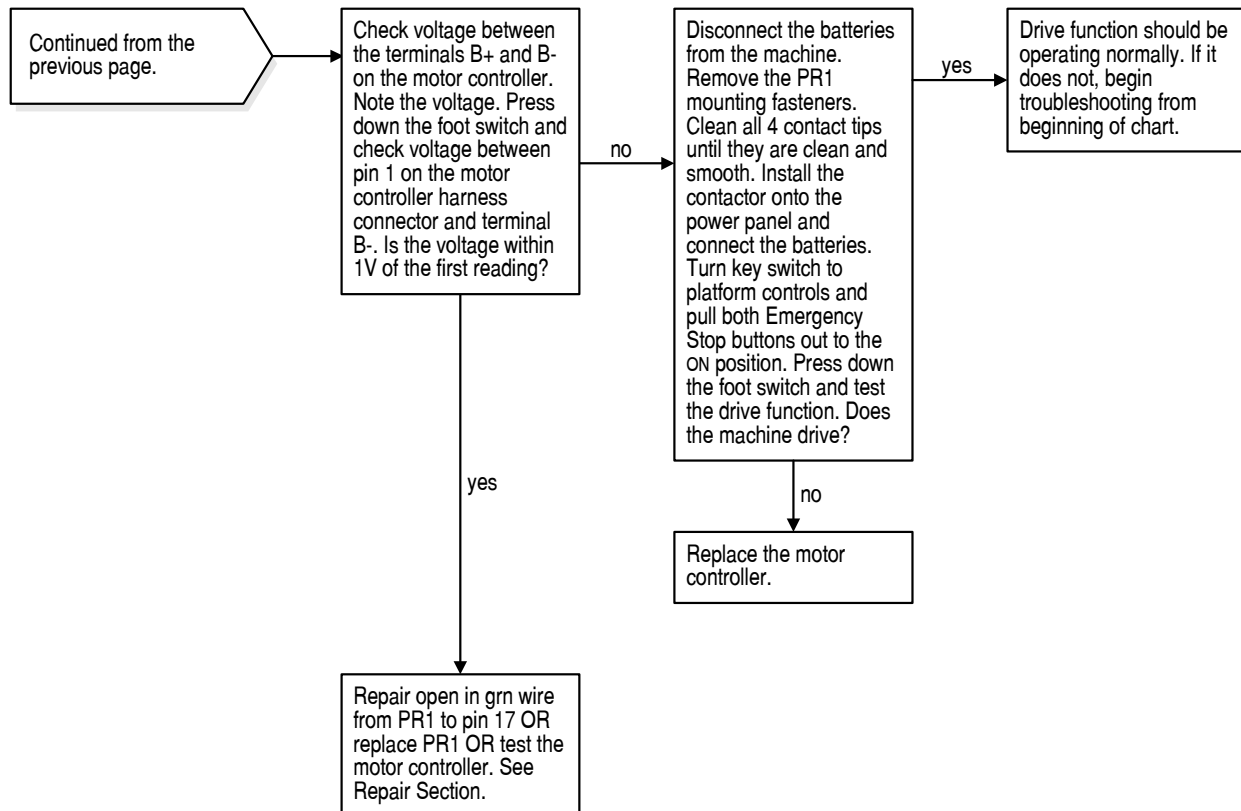 Continued from the
previous page.
Check voltage between
the terminals B+ and B-
on the motor controller.
Note the voltage. Press
down the foot switch and
check voltage between
pin 1 on the motor
controller harness
connector and terminal
B-. Is the voltage within
1V of the first reading?
no
Disconnect the batteries
from the machine.
Remove the PR1
mounting fasteners.
Clean all 4 contact tips
until they are clean and
smooth. Install the
contactor onto the
power panel and
connect the batteries.
Turn key switch to
platform controls and
pull both Emergency
Stop buttons out to the
ON position. Press down
the foot switch and test
the drive function. Does
the machine drive?
yes
Drive function should be
operating normally. If it
does not, begin
troubleshooting from
beginning of chart.
yes
no
Replace the motor
controller.
Repair open in grn wire
from PR1 to pin 17 OR
replace PR1 OR test the
motor controller. See
Repair Section.